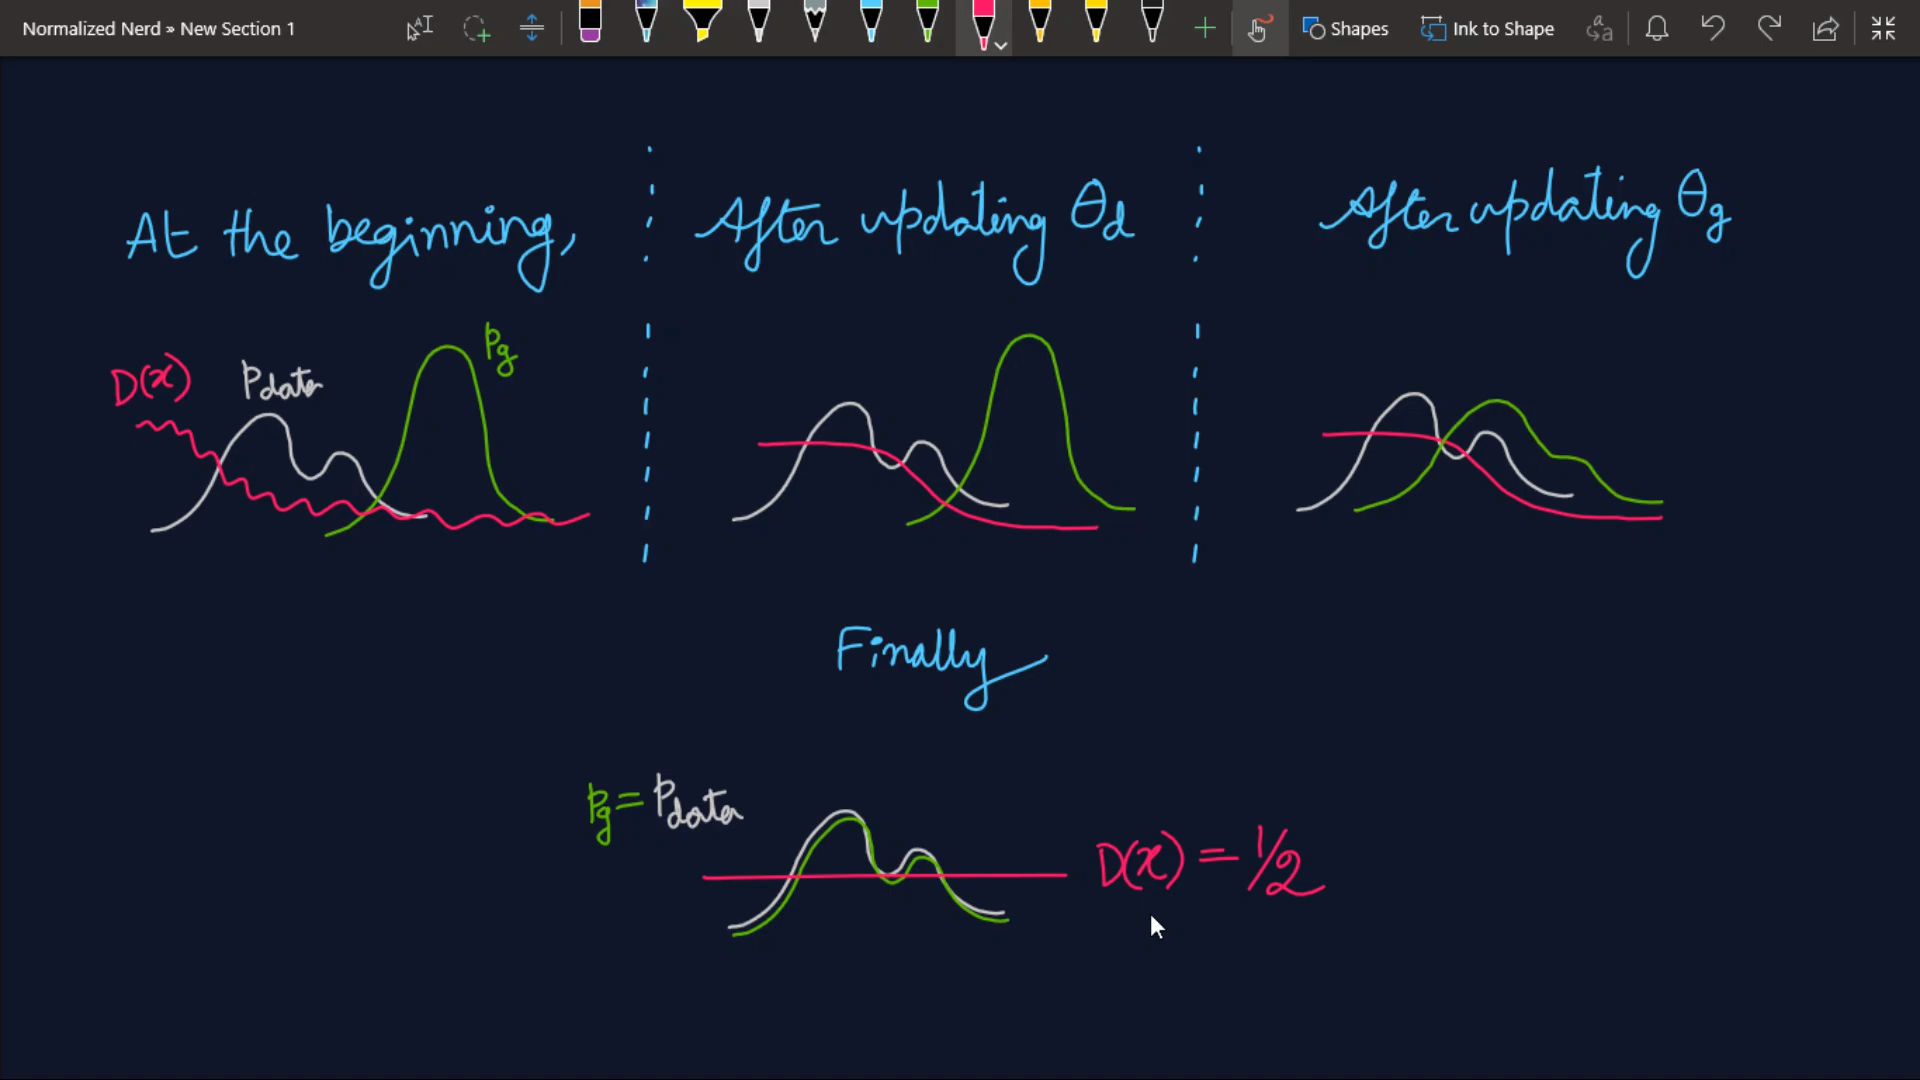 Normalized Nerd » New Section 1
Shapes
Ink to Shape
At the beginning,
After updating θd
After updating θg
D(x)
Pdata
Pg
Finally
Pg = Pdata
D(x) = 1/2